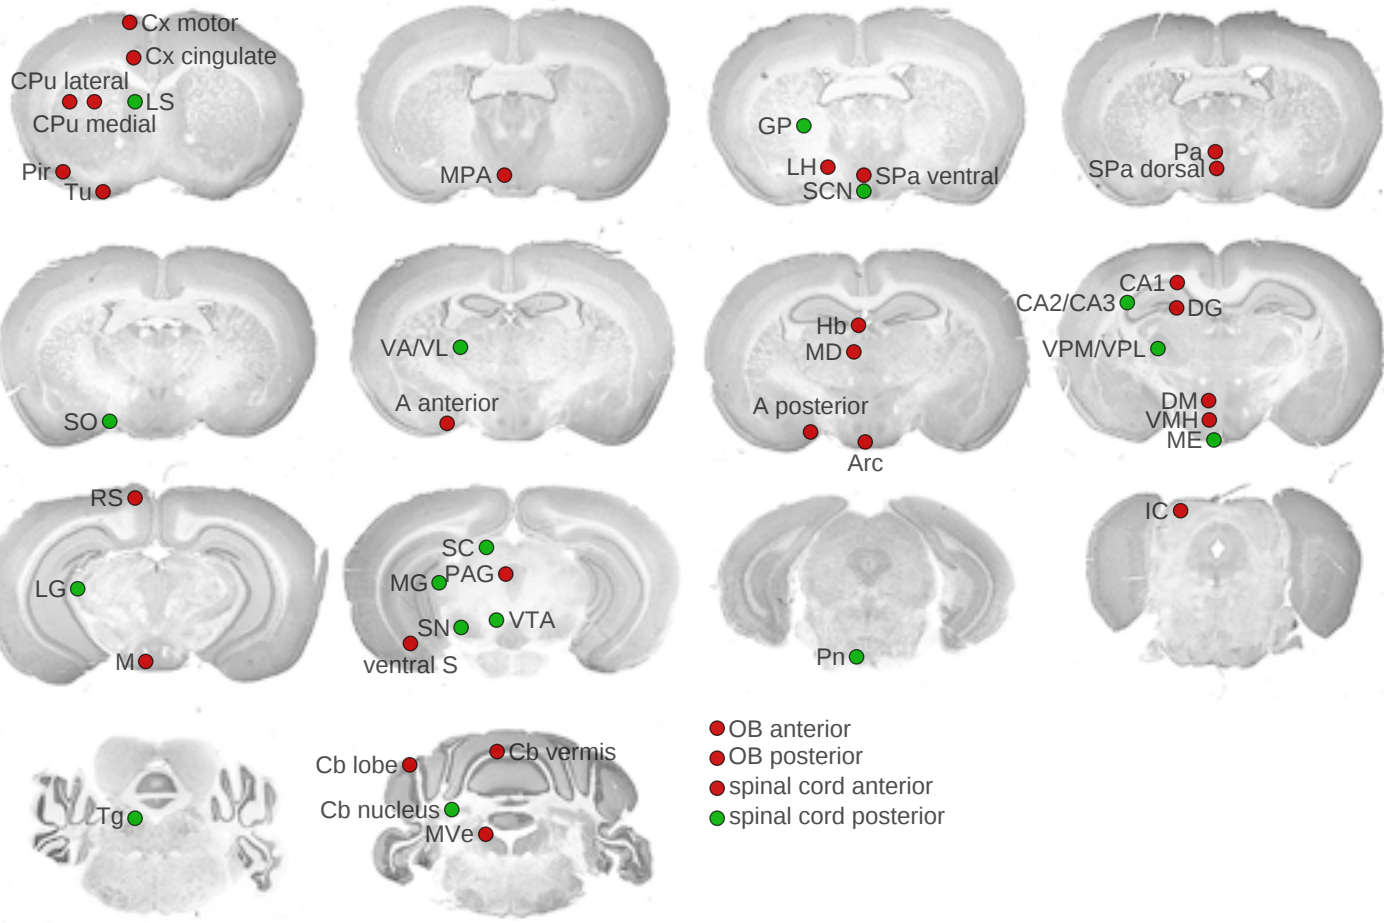 Cx motor
Cx cingulate
CPu lateral
LS
CPu medial
Pir
Tu
MPA
GP
LH
SPa ventral
SCN
Pa
SPa dorsal
SO
VA/VL
A anterior
Hb
MD
A posterior
Arc
CA1
CA2/CA3
DG
VPM/VPL
DM
VMH
ME
RS
LG
M
SC
MG
PAG
SN
VTA
ventral S
Pn
IC
Tg
Cb lobe
Cb vermis
Cb nucleus
MVe
OB anterior
OB posterior
spinal cord anterior
spinal cord posterior